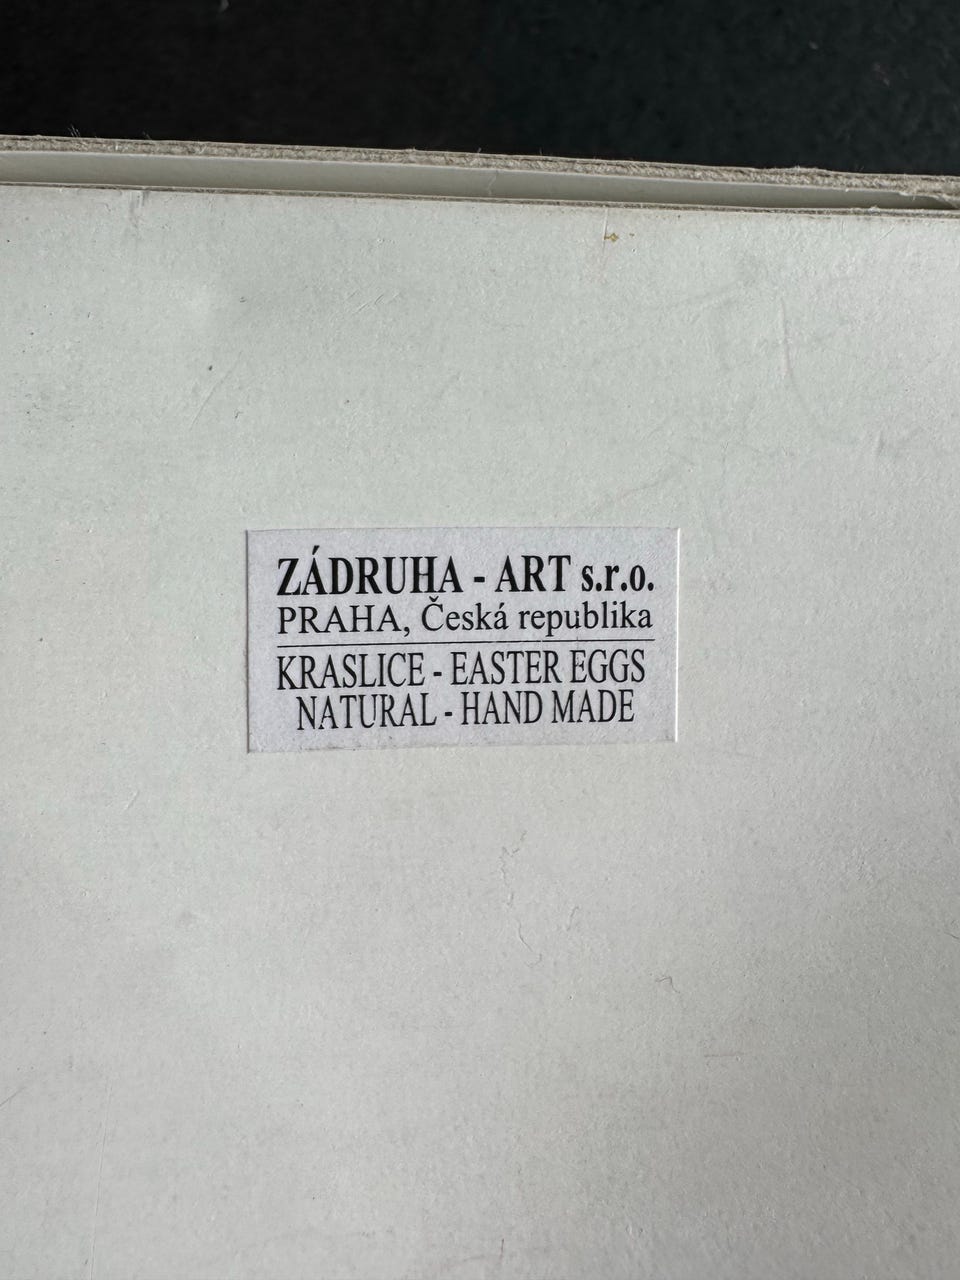 ZÁDRUHA - ART s.r.o.
PRAHA, Česká republika
KRASLICE - EASTER EGGS
NATURAL - HAND MADE